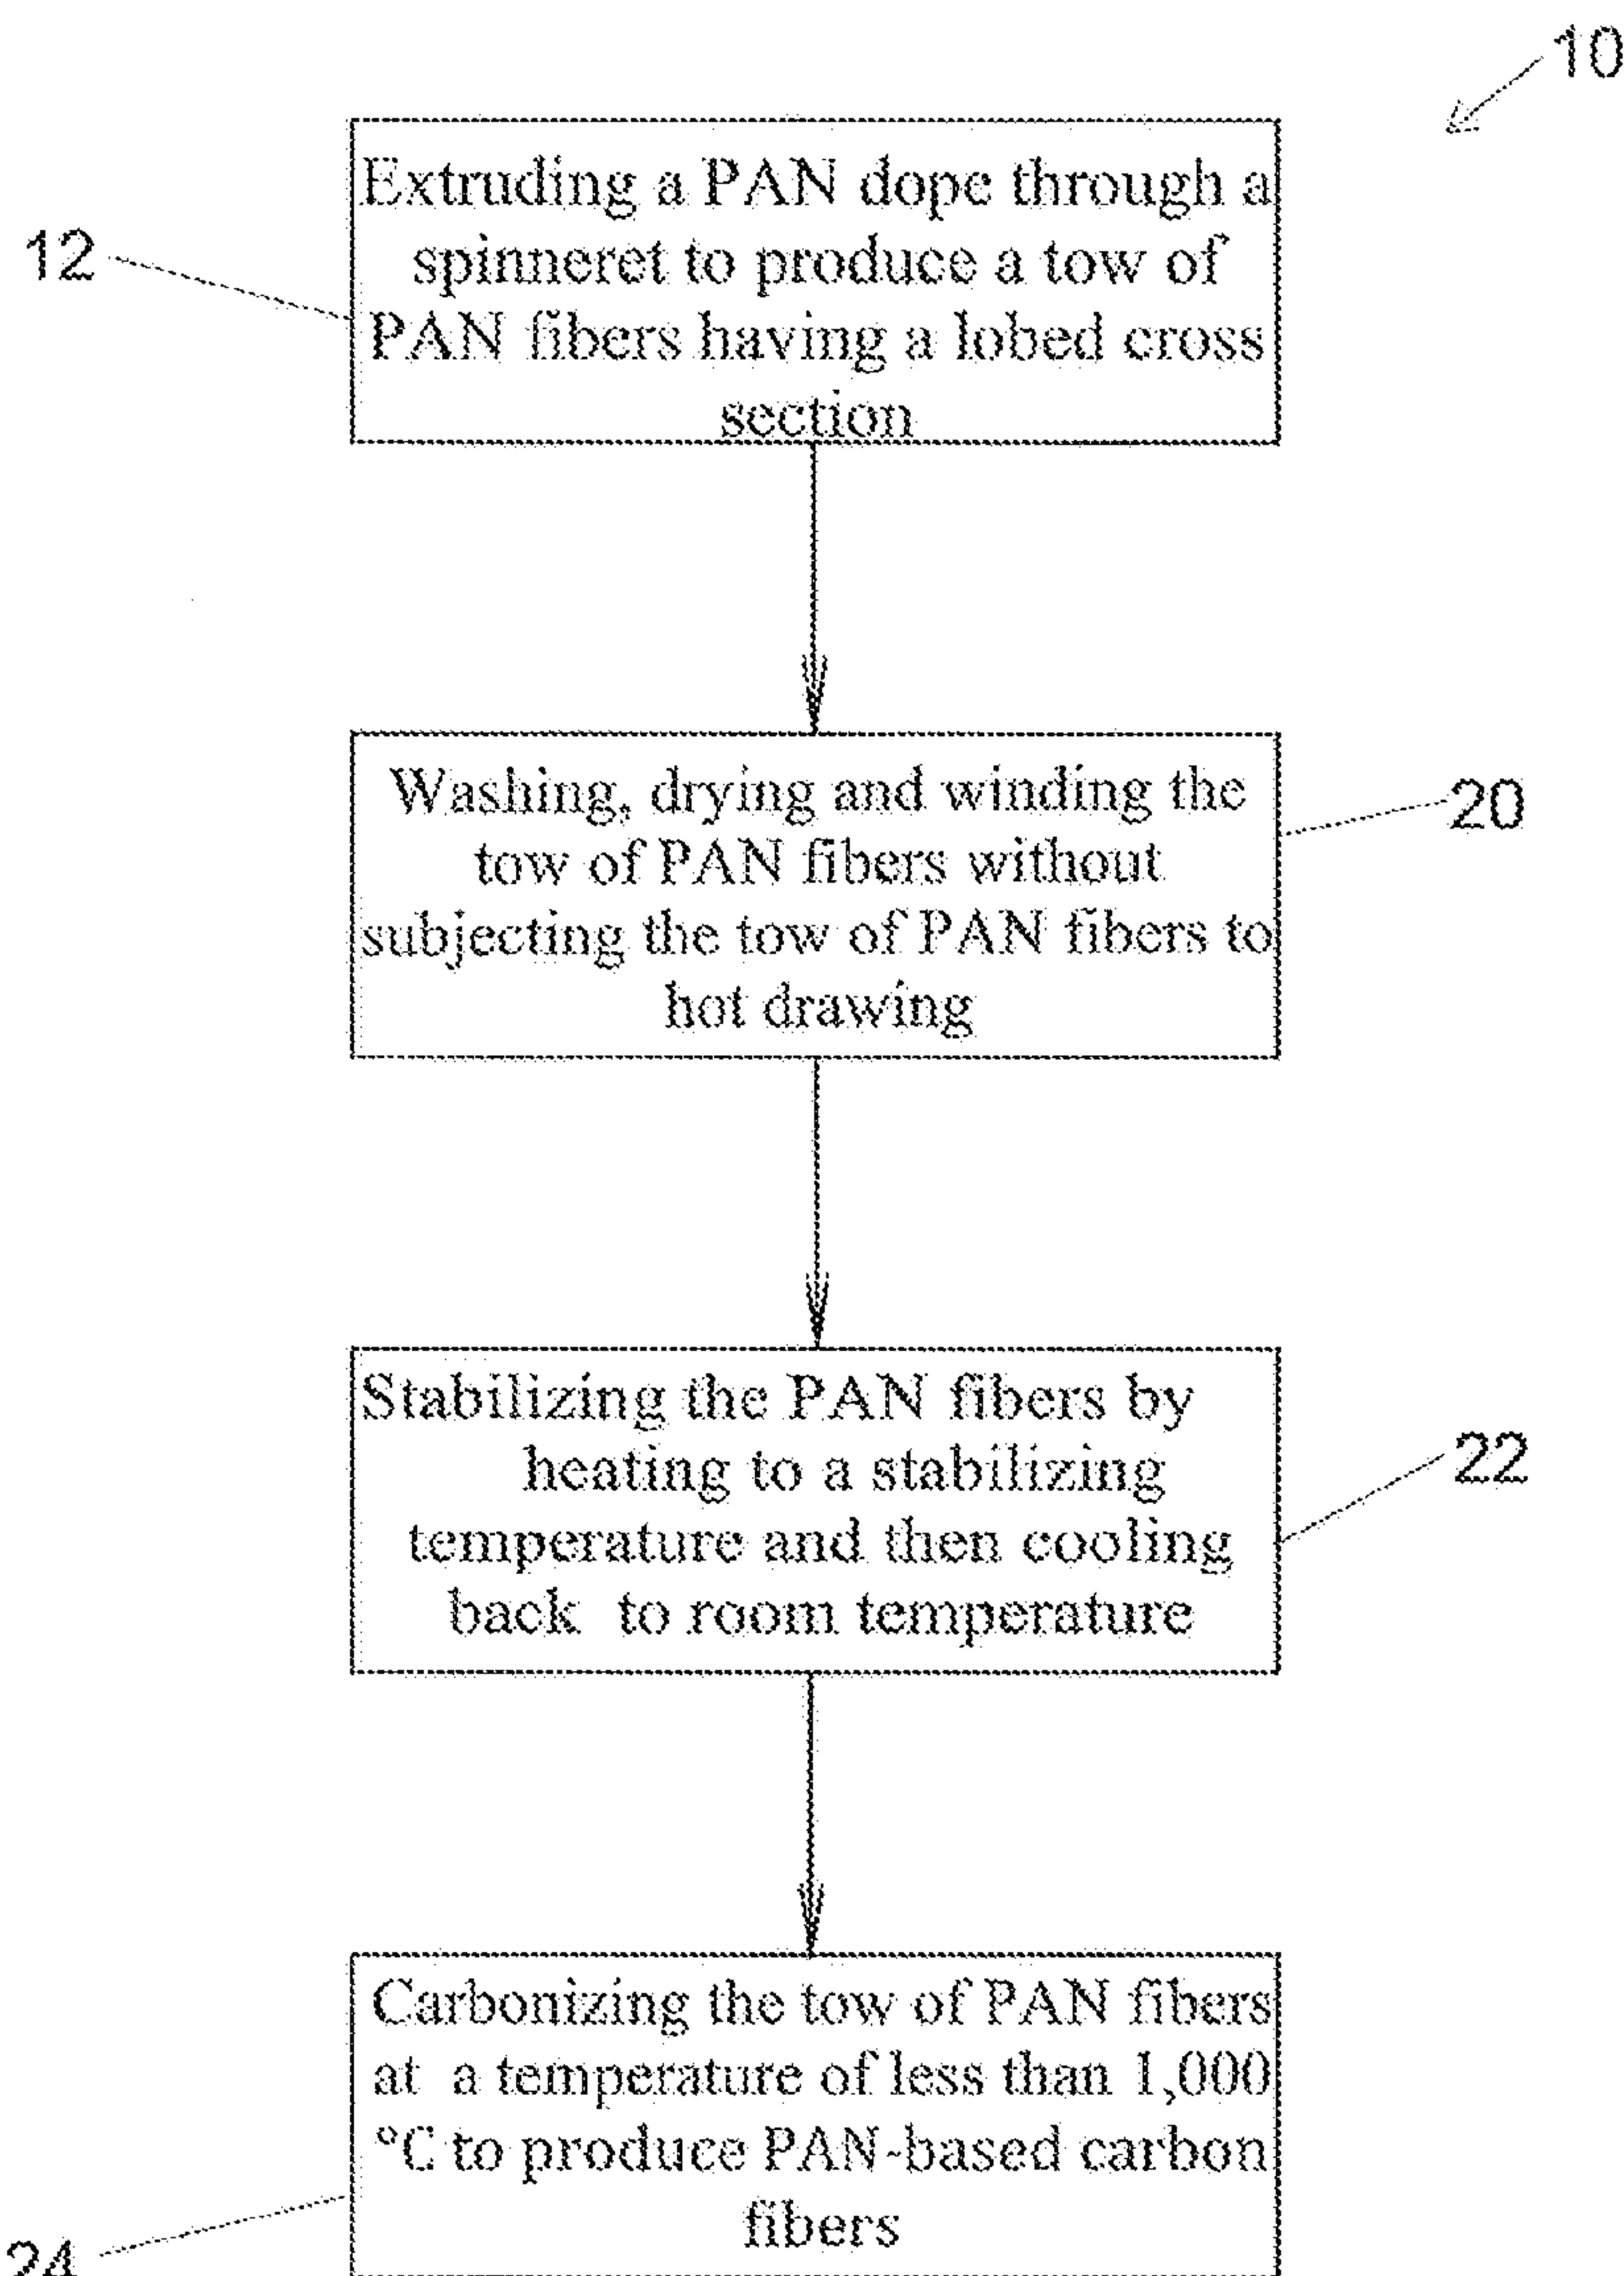 10
Extruding a PAN dope through a
spinneret to produce a tow of
PAN fibers having a lobed cross
section
12
Washing, drying and winding the
tow of PAN fibers without
subjecting the tow of PAN fibers to
hot drawing
20
Stabilizing the PAN fibers by
heating to a stabilizing
temperature and then cooling
back to room temperature
22
Carbonizing the tow of PAN fibers
at a temperature of less than 1,000
°C to produce PAN-based carbon
fibers
24